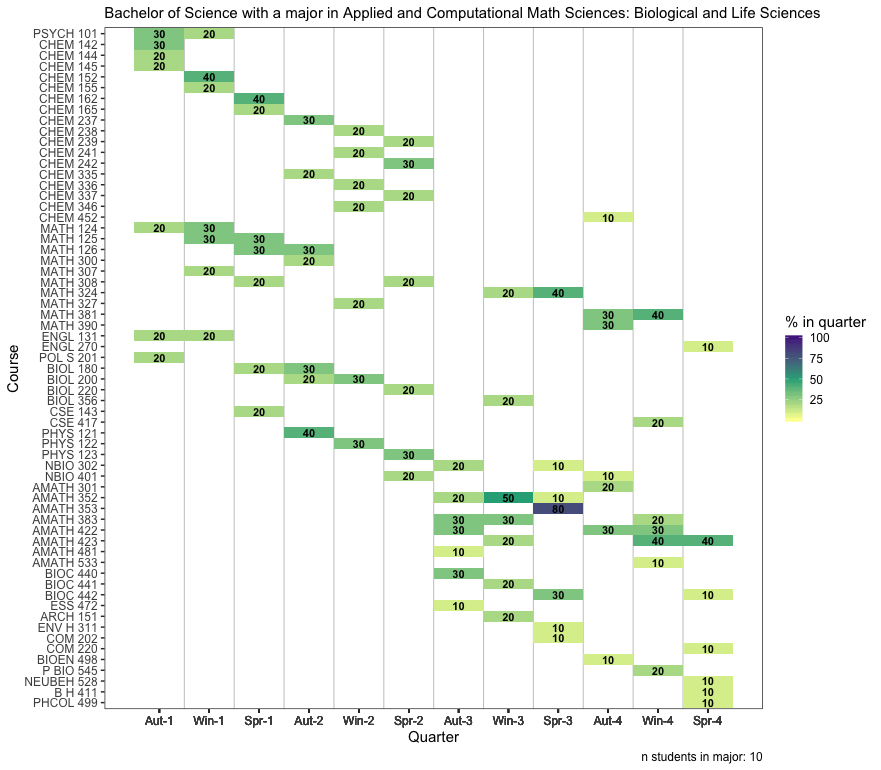 Bachelor of Science with a major in Applied and Computational Math Sciences: Biological and Life Sciences
PSYCH 101 30 20
CHEM 142 30
CHEM 144 20
CHEM 145 20
CHEM 152 40
CHEM 155 20
CHEM 162 40
CHEM 165 20
CHEM 237 30
CHEM 238 20
CHEM 239 20
CHEM 241 20
CHEM 242 30
CHEM 335 20
CHEM 336 20
CHEM 337 20
CHEM 346 20
CHEM 452 10
MATH 124 20 30
MATH 125 30 30
MATH 126 30 30
MATH 300 20
MATH 307 20
MATH 308 20 20
MATH 324 20 40
MATH 327 20
MATH 381 30 40
MATH 390 30
ENGL 131 20 20
ENGL 270 10
POL S 201 20
BIOL 180 20 30
BIOL 200 20 30
BIOL 220 20
BIOL 356 20
CSE 143 20
CSE 417 20
PHYS 121 40
PHYS 122 30
PHYS 123 30
NBIO 302 20 10
NBIO 401 20 10
AMATH 301 20
AMATH 352 20 50 10
AMATH 353 80
AMATH 383 30 30 20
AMATH 422 30 30 30
AMATH 423 20 40 40
AMATH 481 10
AMATH 533 10
BIOC 440 30
BIOC 441 20
BIOC 442 30 10
ESS 472 10
ARCH 151 20
ENV H 311 10
COM 202 10
COM 220 10
BIOEN 498 10
P BIO 545 20
NEUBEH 528 10
B H 411 10
PHCOL 499 10
Aut-1 Win-1 Spr-1 Aut-2 Win-2 Spr-2 Aut-3 Win-3 Spr-3 Aut-4 Win-4 Spr-4
Quarter
Course
% in quarter
100
75
50
25
n students in major: 10